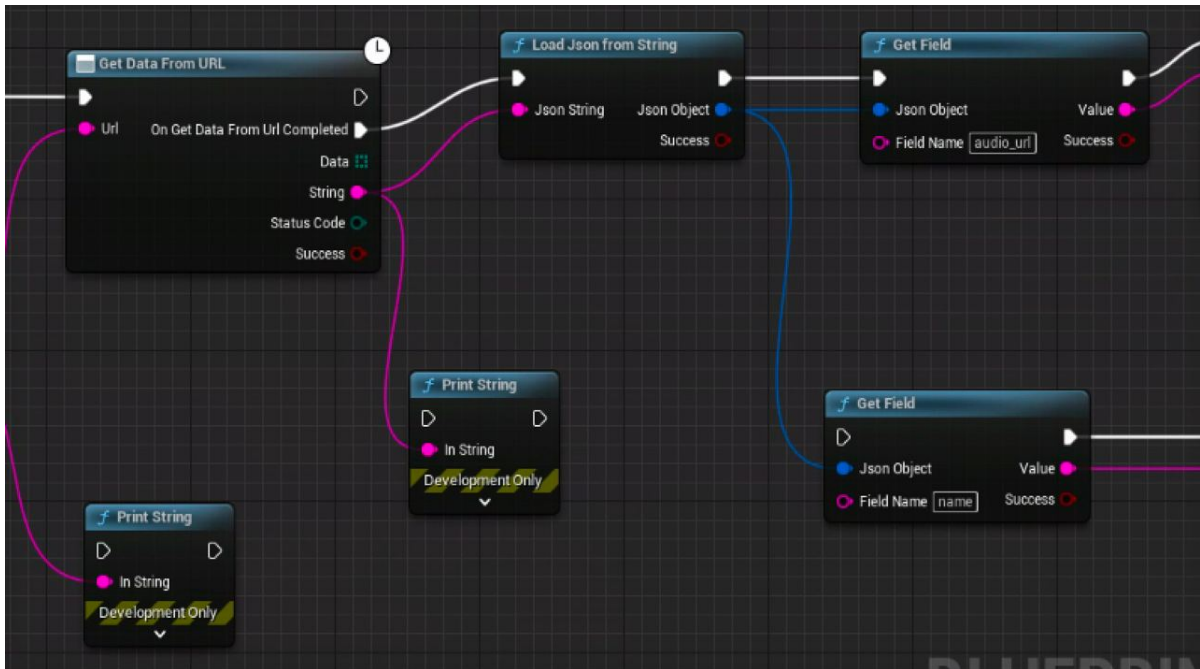 Get Data From URL
Url
On Get Data From Url Completed
Data
String
Status Code
Success
Load Json from String
Json String
Json Object
Success
Get Field
Json Object
Value
Field Name audio_url
Success
Print String
In String
Development Only
Get Field
Json Object
Value
Field Name name
Success
Print String
In String
Development Only